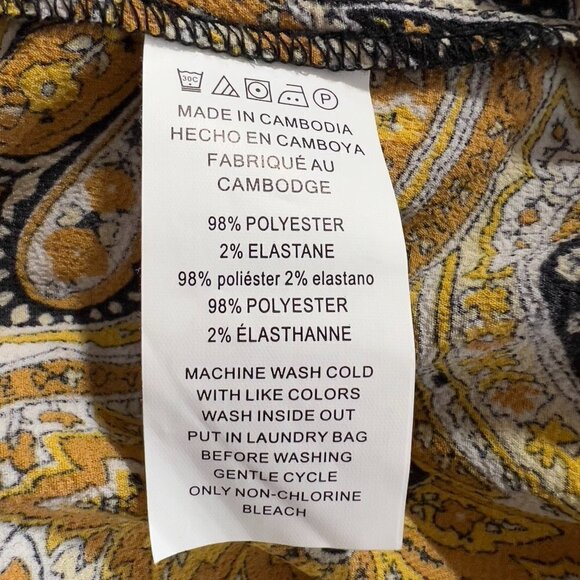 30C P
MADE IN CAMBODIA
HECHO EN CAMBOYA
FABRIQUÉ AU
CAMBODGE
98% POLYESTER
2% ELASTANE
98% poliéster 2% elastano
98% POLYESTER
2% ÉLASTHANNE
MACHINE WASH COLD
WITH LIKE COLORS
WASH INSIDE OUT
PUT IN LAUNDRY BAG
BEFORE WASHING
GENTLE CYCLE
ONLY NON-CHLORINE
BLEACH